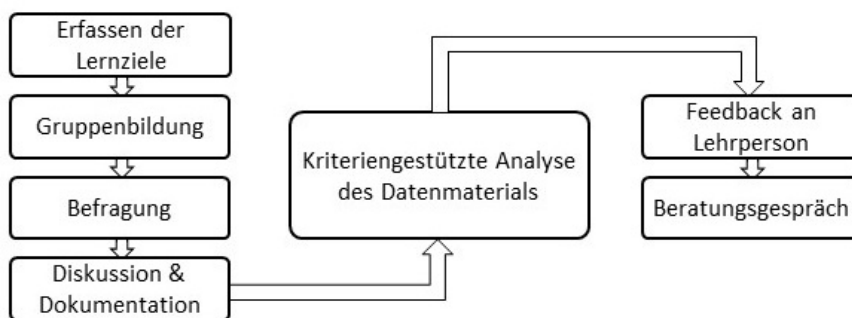 Erfassen der
Lernziele
Gruppenbildung
Befragung
Diskussion &
Dokumentation
Kriteriengestützte Analyse
des Datenmaterials
Feedback an
Lehrperson
Beratungsgespräch